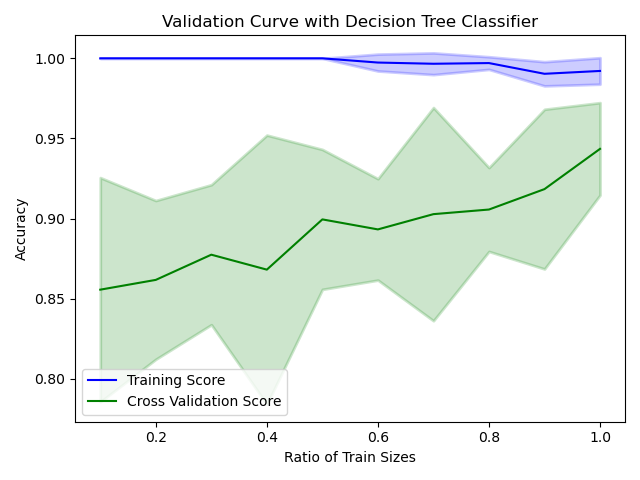 Validation Curve with Decision Tree Classifier
1.00
0.95
0.90
0.85
0.80
Accuracy
Training Score
Cross Validation Score
0.2 0.4 0.6 0.8 1.0
Ratio of Train Sizes